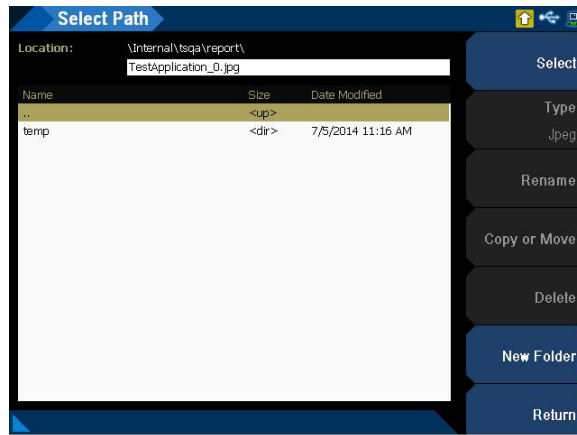 Select Path
Location: \Internal\tsqa\report\
TestApplication_0.jpg
Name Size Date Modified
.. <up>
temp <dir> 7/5/2014 11:16 AM
Select
Type
Jpeg
Rename
Copy or Move
Delete
New Folder
Return